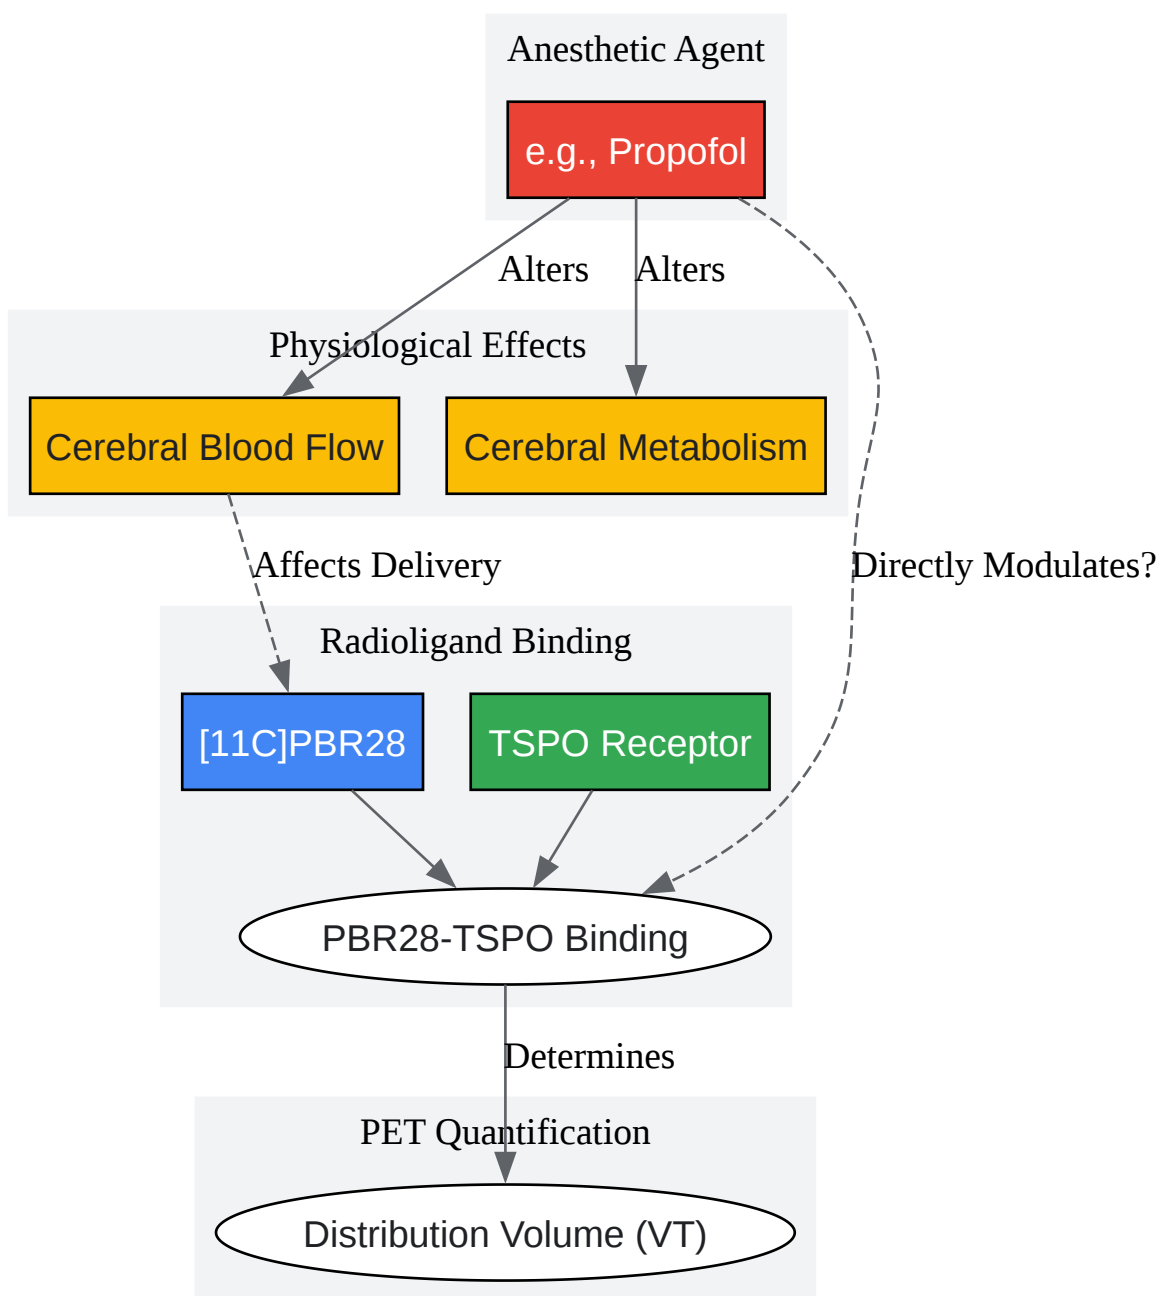 Anesthetic Agent
e.g., Propofol
Alters
Alters
Physiological Effects
Cerebral Blood Flow
Cerebral Metabolism
Affects Delivery
Directly Modulates?
Radioligand Binding
[11C]PBR28
TSPO Receptor
PBR28-TSPO Binding
Determines
PET Quantification
Distribution Volume (VT)